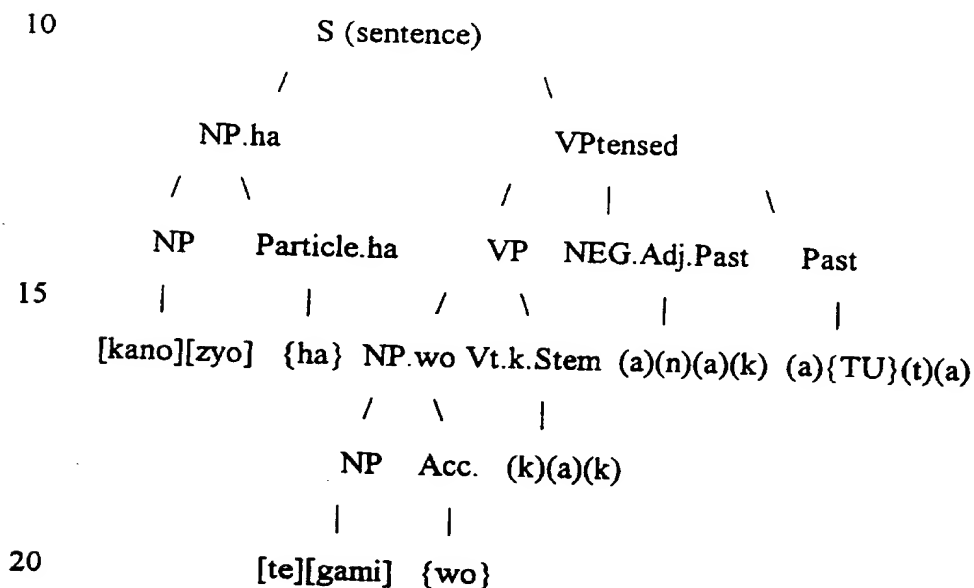 10 S (sentence)
/ \
NP.ha VPtensed
/ \ / | \
NP Particle.ha VP NEG.Adj.Past Past
15 | | / \ | |
[kano][zyo] {ha} NP.wo Vt.k.Stem (a)(n)(a)(k) (a){TU}(t)(a)
/ \ |
NP Acc. (k)(a)(k)
| |
20 [te][gami] {wo}